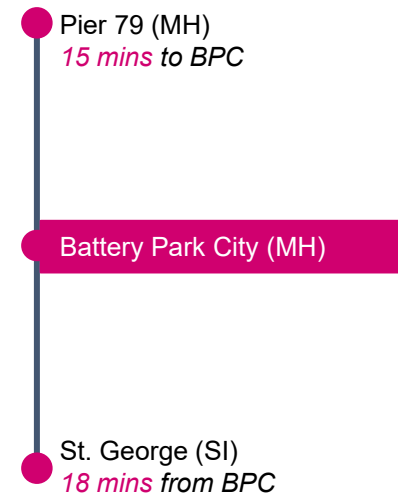 Pier 79 (MH)
15 mins to BPC
Battery Park City (MH)
St. George (SI)
18 mins from BPC